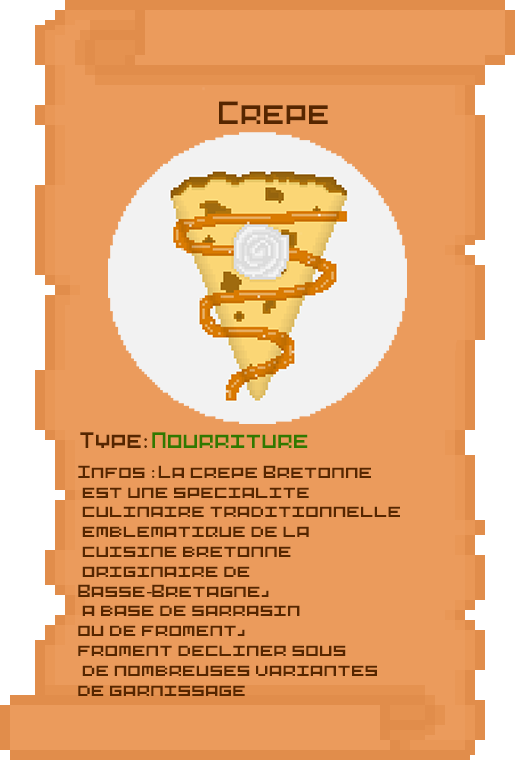 Crepe
Type:Nourriture
Infos :La crepe Bretonne
est une specialite
culinaire traditionnelle
emblematique de la
cuisine bretonne
originaire de
Basse-Bretagne,
a base de sarrasin
ou de froment,
froment decliner sous
de nombreuses variantes
de garnissage